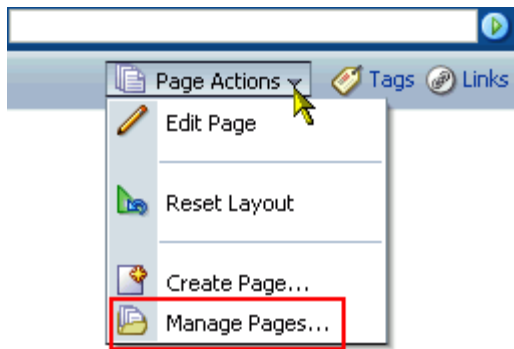 Page Actions Tags Links
Edit Page
Reset Layout
Create Page...
Manage Pages...